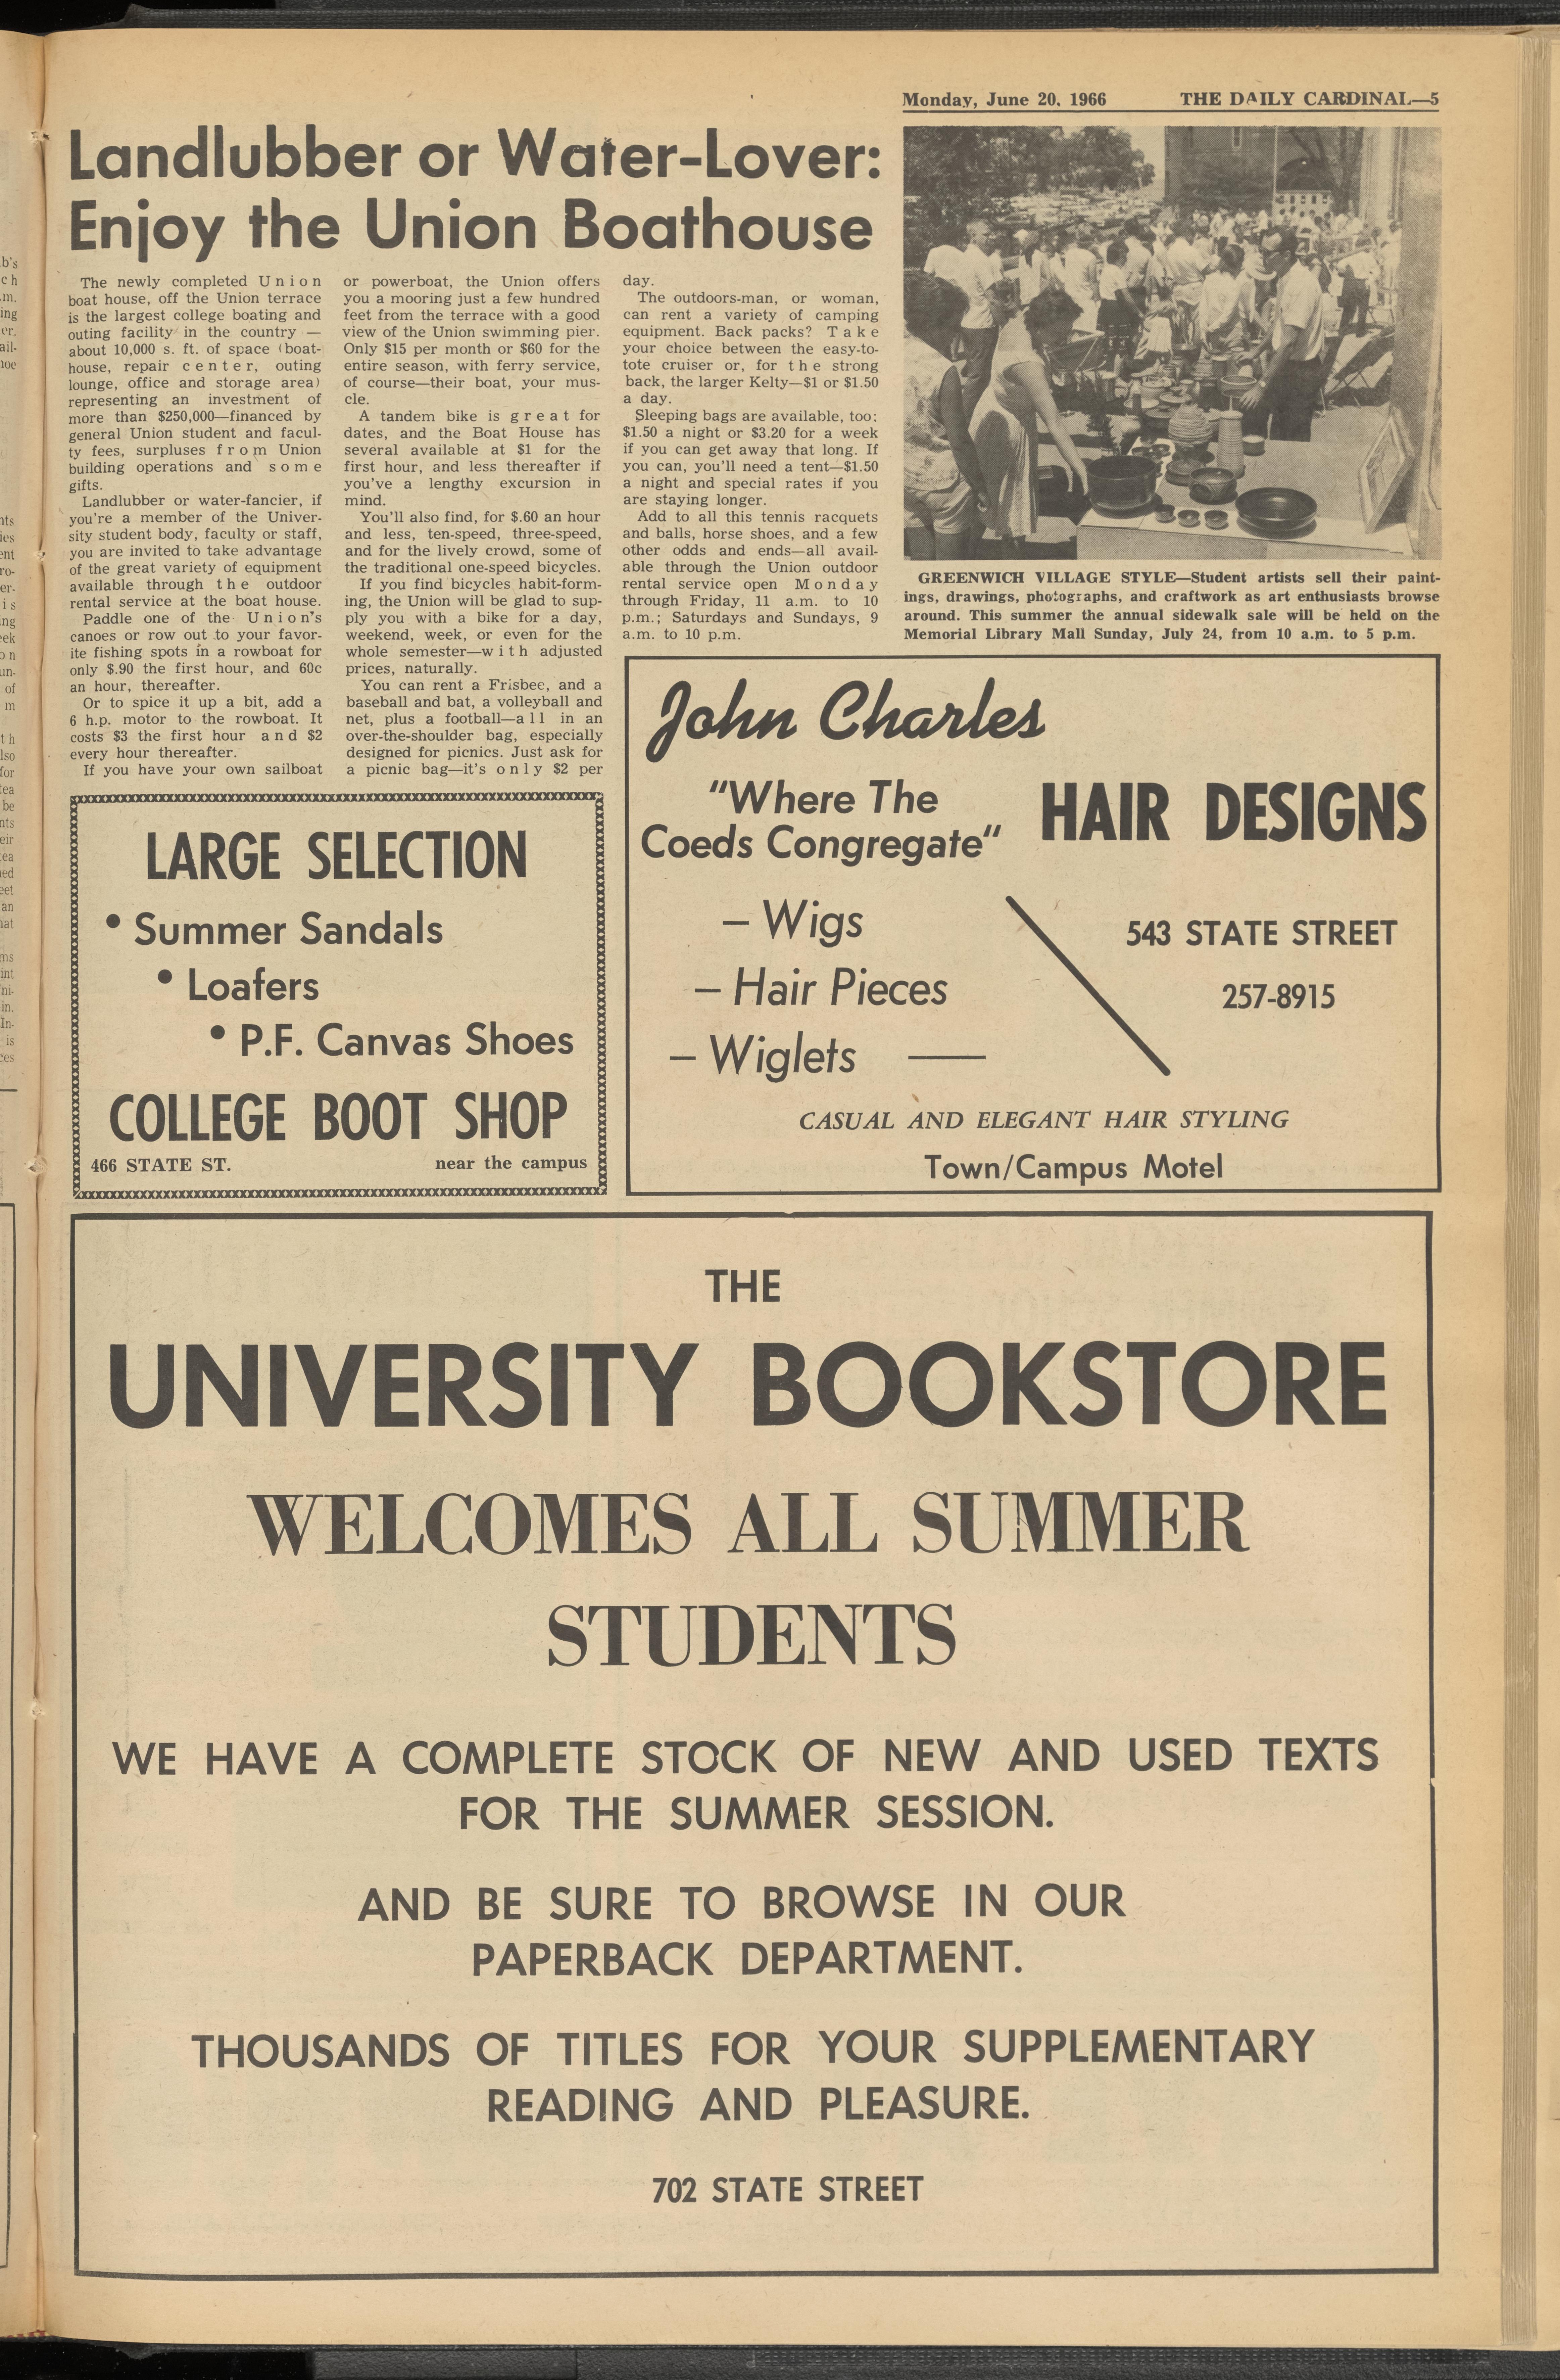 Monday, June 20, 1966 THE DAILY CARDINAL—5
Landlubber or Water-Lover:
Enjoy the Union Boathouse
The newly completed Union
boat house, off the Union terrace
is the largest college boating and
outing facility in the country —
about 10,000 s. ft. of space (boat-
house, repair center, outing
lounge, office and storage area)
representing an investment of
more than $250,000—financed by
general Union student and facul-
ty fees, surpluses from Union
building operations and some
gifts.
Landlubber or water-fancier, if
you're a member of the Univer-
sity student body, faculty or staff,
you are invited to take advantage
of the great variety of equipment
available through the outdoor
rental service at the boat house.
Paddle one of the Union's
canoes or row out to your favor-
ite fishing spots in a rowboat for
only $.90 the first hour, and 60c
an hour, thereafter.
Or to spice it up a bit, add a
6 h.p. motor to the rowboat. It
costs $3 the first hour and $2
every hour thereafter.
If you have your own sailboat
or powerboat, the Union offers
you a mooring just a few hundred
feet from the terrace with a good
view of the Union swimming pier.
Only $15 per month or $60 for the
entire season, with ferry service,
of course—their boat, your mus-
cle.
A tandem bike is great for
dates, and the Boat House has
several available at $1 for the
first hour, and less thereafter if
you've a lengthy excursion in
mind.
You'll also find, for $.60 an hour
and less, ten-speed, three-speed,
and for the lively crowd, some of
the traditional one-speed bicycles.
If you find bicycles habit-form-
ing, the Union will be glad to sup-
ply you with a bike for a day,
weekend, week, or even for the
whole semester—with adjusted
prices, naturally.
You can rent a Frisbee, and a
baseball and bat, a volleyball and
net, plus a football—all in an
over-the-shoulder bag, especially
designed for picnics. Just ask for
a picnic bag—it's only $2 per
day.
The outdoors-man, or woman,
can rent a variety of camping
equipment. Back packs? Take
your choice between the easy-to-
tote cruiser or, for the strong
back, the larger Kelty—$1 or $1.50
a day.
Sleeping bags are available, too:
$1.50 a night or $3.20 for a week
if you can get away that long. If
you can, you'll need a tent—$1.50
a night and special rates if you
are staying longer.
Add to all this tennis racquets
and balls, horse shoes, and a few
other odds and ends—all avail-
able through the Union outdoor
rental service open Monday
through Friday, 11 a.m. to 10
p.m.; Saturdays and Sundays, 9
a.m. to 10 p.m.
GREENWICH VILLAGE STYLE—Student artists sell their paint-
ings, drawings, photographs, and craftwork as art enthusiasts browse
around. This summer the annual sidewalk sale will be held on the
Memorial Library Mall Sunday, July 24, from 10 a.m. to 5 p.m.
LARGE SELECTION
• Summer Sandals
• Loafers
• P.F. Canvas Shoes
COLLEGE BOOT SHOP
466 STATE ST. near the campus
John Charles
"Where The
Coeds Congregate"
HAIR DESIGNS
– Wigs
– Hair Pieces
– Wiglets —
543 STATE STREET
257-8915
CASUAL AND ELEGANT HAIR STYLING
Town/Campus Motel
THE
UNIVERSITY BOOKSTORE
WELCOMES ALL SUMMER
STUDENTS
WE HAVE A COMPLETE STOCK OF NEW AND USED TEXTS
FOR THE SUMMER SESSION.
AND BE SURE TO BROWSE IN OUR
PAPERBACK DEPARTMENT.
THOUSANDS OF TITLES FOR YOUR SUPPLEMENTARY
READING AND PLEASURE.
702 STATE STREET